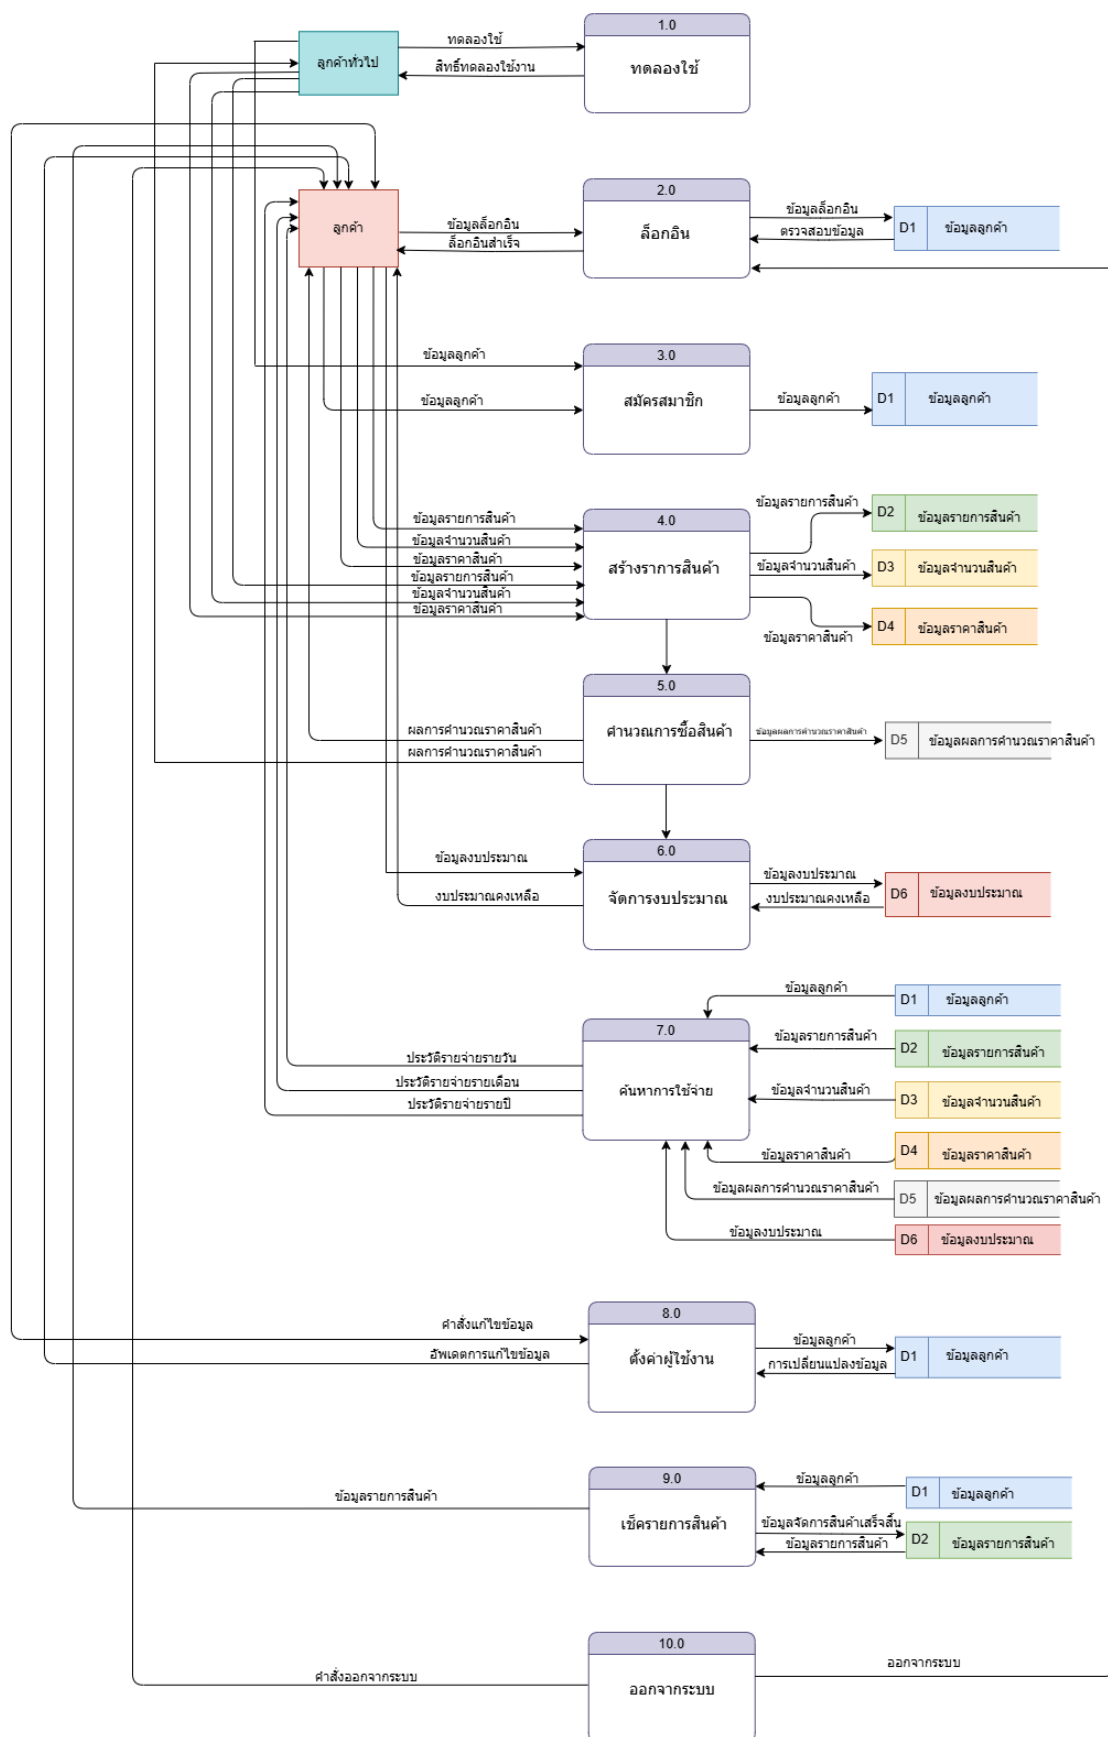 1.0
ทดลองใช้
ลูกค้าทั่วไป
สิทธิ์ทดลองใช้งาน
ทดลองใช้
2.0
ข้อมูลล็อกอิน
ข้อมูลล็อกอิน
ลูกค้า
ล็อกอิน
D1
ข้อมูลลูกค้า
ตรวจสอบข้อมูล
ล็อกอินสำเร็จ
3.0
ข้อมูลลูกค้า
สมัครสมาชิก
ข้อมูลลูกค้า
ข้อมูลลูกค้า
D1
ข้อมูลลูกค้า
4.0
ข้อมูลรายการสินค้า
ข้อมูลจำนวนสินค้า
ข้อมูลราคาสินค้า
ข้อมูลรายการสินค้า
ข้อมูลจำนวนสินค้า
ข้อมูลราคาสินค้า
สร้างราการสินค้า
ข้อมูลรายการสินค้า
D2
ข้อมูลรายการสินค้า
ข้อมูลจำนวนสินค้า
D3
ข้อมูลจำนวนสินค้า
ข้อมูลราคาสินค้า
D4
ข้อมูลราคาสินค้า
5.0
ผลการคำนวณราคาสินค้า
ผลการคำนวณราคาสินค้า
คำนวณการซื้อสินค้า
ข้อมูลผลการคำนวณราคาสินค้า
D5
ข้อมูลผลการคำนวณราคาสินค้า
6.0
ข้อมูลงบประมาณ
งบประมาณคงเหลือ
จัดการงบประมาณ
ข้อมูลงบประมาณ
งบประมาณคงเหลือ
D6
ข้อมูลงบประมาณ
7.0
ประวัติรายจ่ายรายวัน
ประวัติรายจ่ายรายเดือน
ประวัติรายจ่ายรายปี
ค้นหาการใช้จ่าย
ข้อมูลลูกค้า
D1
ข้อมูลลูกค้า
ข้อมูลรายการสินค้า
D2
ข้อมูลรายการสินค้า
ข้อมูลจำนวนสินค้า
D3
ข้อมูลจำนวนสินค้า
ข้อมูลราคาสินค้า
D4
ข้อมูลราคาสินค้า
ข้อมูลผลการคำนวณราคาสินค้า
D5
ข้อมูลผลการคำนวณราคาสินค้า
ข้อมูลงบประมาณ
D6
ข้อมูลงบประมาณ
8.0
คำสั่งแก้ไขข้อมูล
อัพเดตการแก้ไขข้อมูล
ตั้งค่าผู้ใช้งาน
ข้อมูลลูกค้า
การเปลี่ยนแปลงข้อมูล
D1
ข้อมูลลูกค้า
9.0
ข้อมูลรายการสินค้า
เช็ครายการสินค้า
ข้อมูลลูกค้า
D1
ข้อมูลลูกค้า
ข้อมูลจัดการสินค้าเสร็จสิ้น
ข้อมูลรายการสินค้า
D2
ข้อมูลรายการสินค้า
10.0
คำสั่งออกจากระบบ
ออกจากระบบ
ออกจากระบบ